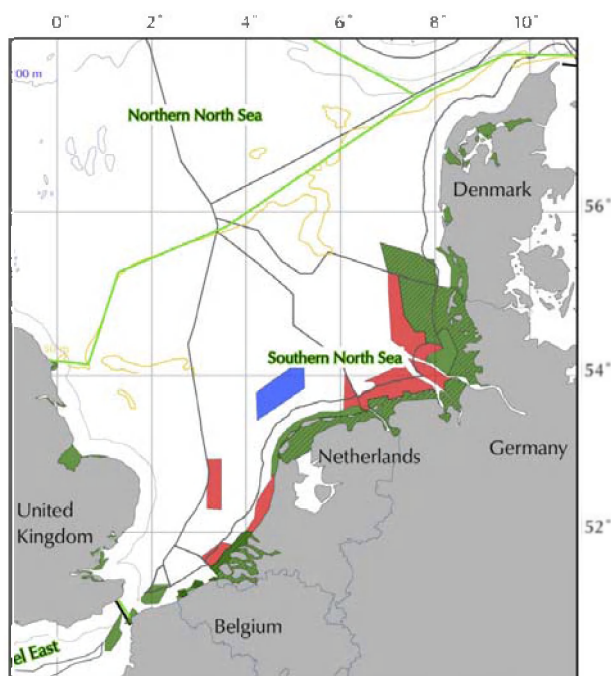 0° 2° 4° 6° 8° 10°
00 m
Northern North Sea
Denmark
56°
Southern North Sea
54°
Germany
Netherlands
United
Kingdom
52°
Belgium
el East